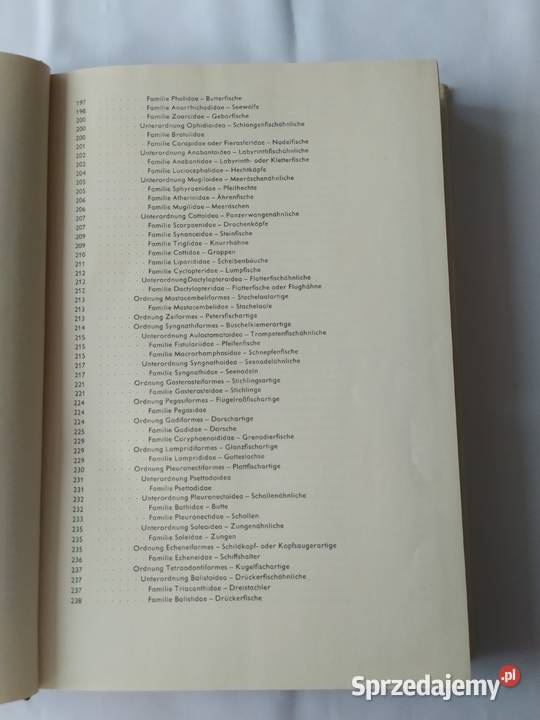 197 . . . . . . . Familie Pholidae – Butterfische
198 . . . . . . . Familie Anarrhichadidae – Seewölfe
200 . . . . . . . Familie Zoarcidae – Gebärfische
200 . . . . . . Unterordnung Ophidioidea – Schlangenfischähnliche
200 . . . . . . . Familie Brotulidae
201 . . . . . . . Familie Carapidae oder Fierasferidae – Nadelfische
202 . . . . . . Unterordnung Anabantoidea – Labyrinthfischähnliche
202 . . . . . . . Familie Anabantidae – Labyrinth- oder Kletterfische
204 . . . . . . . Familie Luciocephalidae – Hechtköpfe
205 . . . . . . Unterordnung Mugiloidea – Meeräschenähnliche
205 . . . . . . . Familie Sphyraenidae – Pfeilhechte
206 . . . . . . . Familie Atherinidae – Ährenfische
206 . . . . . . . Familie Mugilidae – Meeräschen
207 . . . . . . Unterordnung Cottoidea – Panzerwangenähnliche
207 . . . . . . . Familie Scorpaenidae – Drachenköpfe
209 . . . . . . . Familie Synanceidae – Steinfische
209 . . . . . . . Familie Triglidae – Knurrhähne
210 . . . . . . . Familie Cottidae – Groppen
211 . . . . . . . Familie Liparididae – Scheibenbäuche
212 . . . . . . . Familie Cyclopteridae – Lumpfische
212 . . . . . . Unterordnung Dactylopteroidea – Flatterfischähnliche
212 . . . . . . . Familie Dactylopteridae – Flatterfische oder Flughähne
213 . . . . . Ordnung Mastacembeliformes – Stachelaalartige
213 . . . . . . . Familie Mastacembelidae – Stachelaale
213 . . . . . Ordnung Zeiformes – Petersfischartige
214 . . . . . Ordnung Syngnathiformes – Büschelkiemerartige
215 . . . . . . Unterordnung Aulostomatoidea – Trompetenfischähnliche
215 . . . . . . . Familie Fistulariidae – Pfeifenfische
215 . . . . . . . Familie Macrorhamphosidae – Schnepfenfische
217 . . . . . . Unterordnung Syngnathoidea – Seenadelähnliche
217 . . . . . . . Familie Syngnathidae – Seenadeln
221 . . . . . Ordnung Gasterosteiformes – Stichlingsartige
221 . . . . . . . Familie Gasterosteidae – Stichlinge
224 . . . . . Ordnung Pegasiformes – Flügelroßfischartige
224 . . . . . . . Familie Pegasidae
224 . . . . . Ordnung Gadiformes – Dorschartige
225 . . . . . . . Familie Gadidae – Dorsche
229 . . . . . . . Familie Coryphaenoididae – Grenadierfische
229 . . . . . Ordnung Lampridiformes – Glanzfischartige
229 . . . . . . . Familie Lamprididae – Gotteslachse
230 . . . . . Ordnung Pleuronectiformes – Plattfischartige
231 . . . . . . Unterordnung Psettodoidea
231 . . . . . . . Familie Psettodidae
232 . . . . . . Unterordnung Pleuronectoidea – Schollenähnliche
232 . . . . . . . Familie Bothidae – Butte
233 . . . . . . . Familie Pleuronectidae – Schollen
235 . . . . . . Unterordnung Soleoidea – Zungenähnliche
235 . . . . . . . Familie Soleidae – Zungen
235 . . . . . Ordnung Echeneiformes – Schildkopf- oder Kopfsaugerartige
236 . . . . . . . Familie Echeneidae – Schiffshalter
237 . . . . . Ordnung Tetraodontiformes – Kugelfischartige
237 . . . . . . Unterordnung Balistoidea – Drückerfischähnliche
237 . . . . . . . Familie Triacanthidae – Dreistachler
238 . . . . . . . Familie Balistidae – Drückerfische
Sprzedajemy.pl